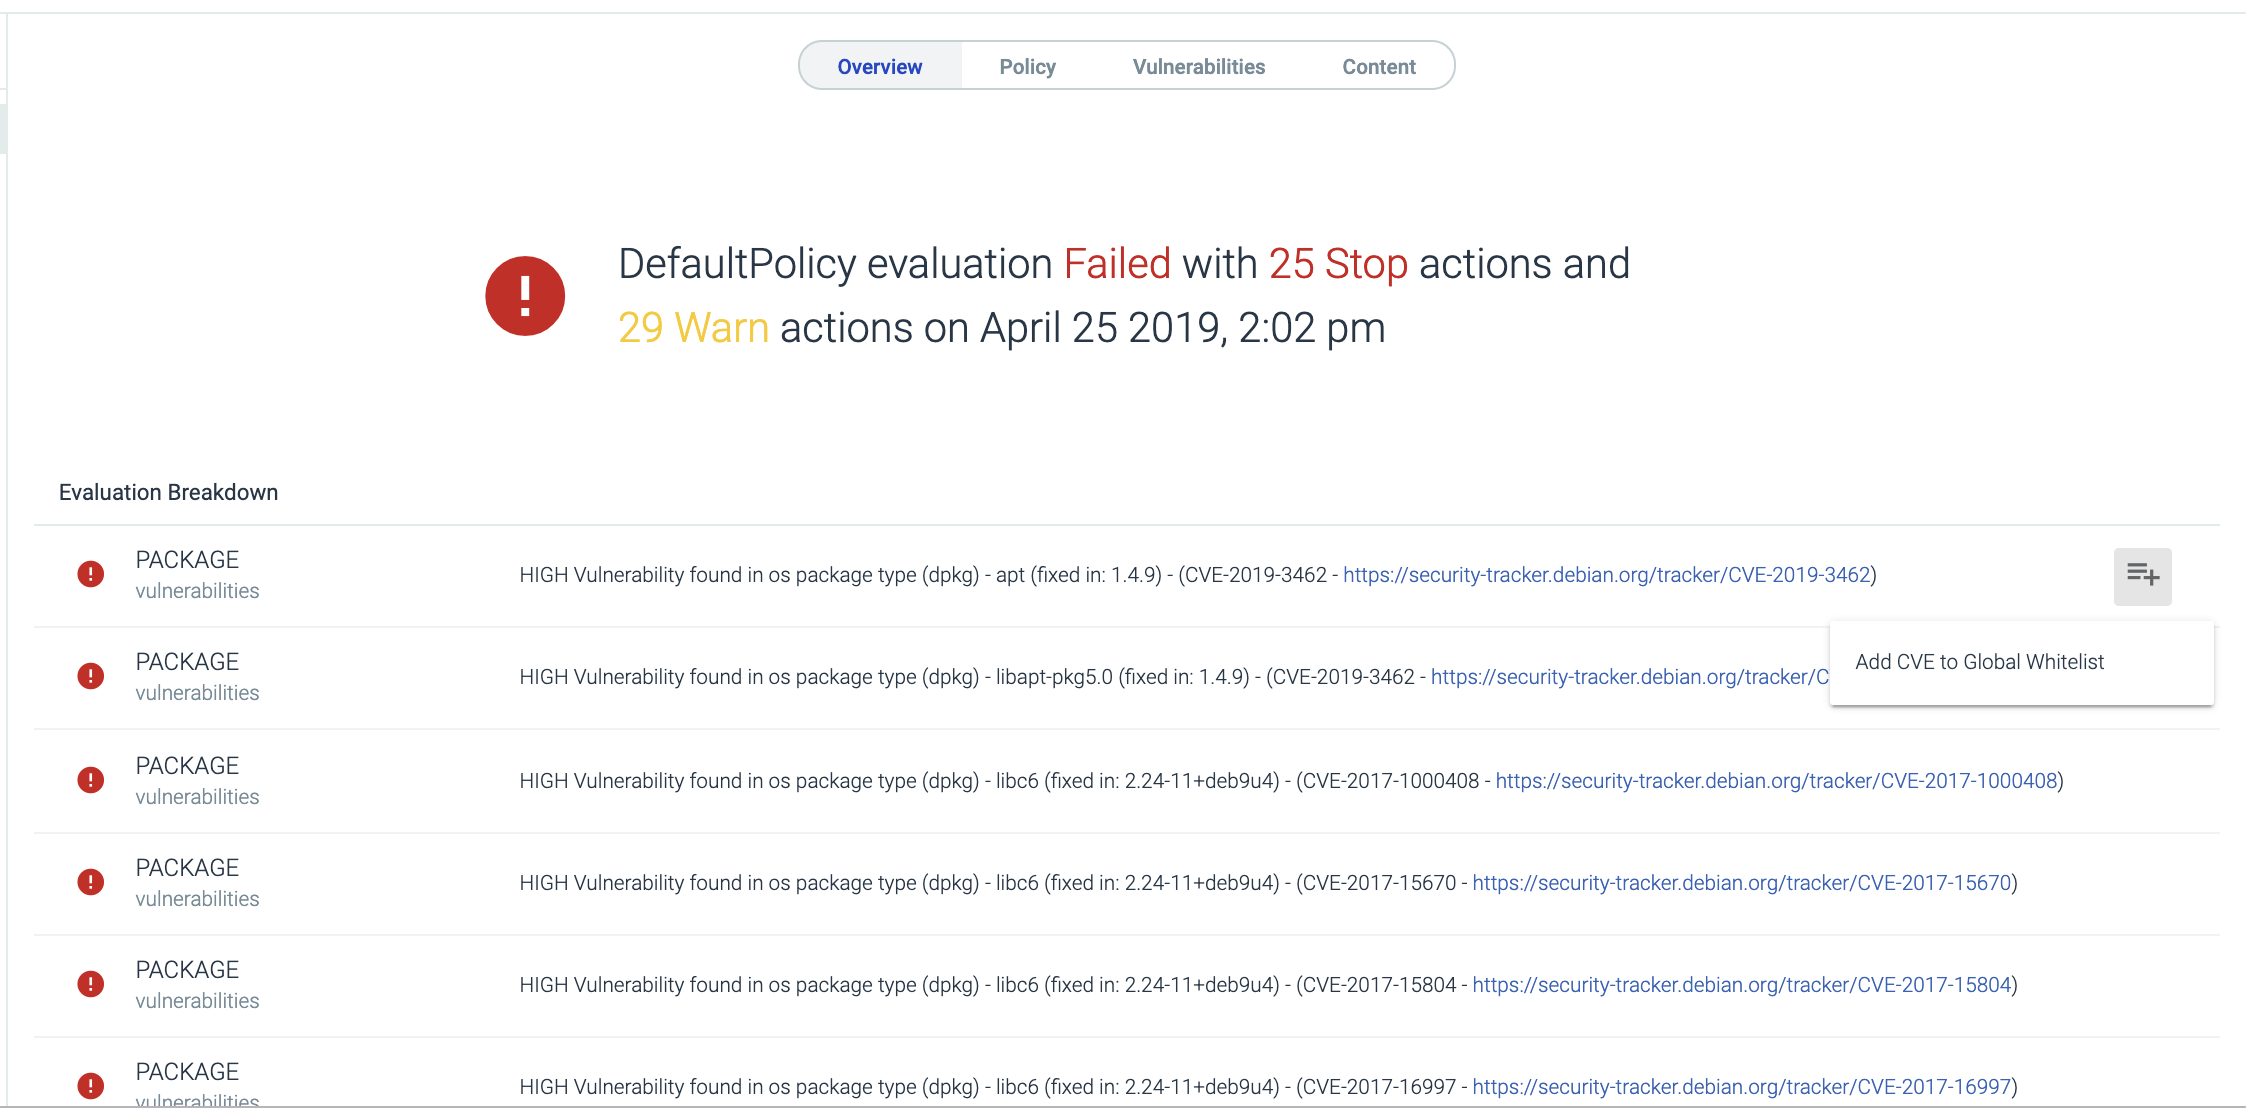 Overview Policy Vulnerabilities Content
DefaultPolicy evaluation Failed with 25 Stop actions and
29 Warn actions on April 25 2019, 2:02 pm
Evaluation Breakdown
PACKAGE
vulnerabilities
HIGH Vulnerability found in os package type (dpkg) - apt (fixed in: 1.4.9) - (CVE-2019-3462 - https://security-tracker.debian.org/tracker/CVE-2019-3462)
Add CVE to Global Whitelist
PACKAGE
vulnerabilities
HIGH Vulnerability found in os package type (dpkg) - libapt-pkg5.0 (fixed in: 1.4.9) - (CVE-2019-3462 - https://security-tracker.debian.org/tracker/C
PACKAGE
vulnerabilities
HIGH Vulnerability found in os package type (dpkg) - libc6 (fixed in: 2.24-11+deb9u4) - (CVE-2017-1000408 - https://security-tracker.debian.org/tracker/CVE-2017-1000408)
PACKAGE
vulnerabilities
HIGH Vulnerability found in os package type (dpkg) - libc6 (fixed in: 2.24-11+deb9u4) - (CVE-2017-15670 - https://security-tracker.debian.org/tracker/CVE-2017-15670)
PACKAGE
vulnerabilities
HIGH Vulnerability found in os package type (dpkg) - libc6 (fixed in: 2.24-11+deb9u4) - (CVE-2017-15804 - https://security-tracker.debian.org/tracker/CVE-2017-15804)
PACKAGE
vulnerabilities
HIGH Vulnerability found in os package type (dpkg) - libc6 (fixed in: 2.24-11+deb9u4) - (CVE-2017-16997 - https://security-tracker.debian.org/tracker/CVE-2017-16997)